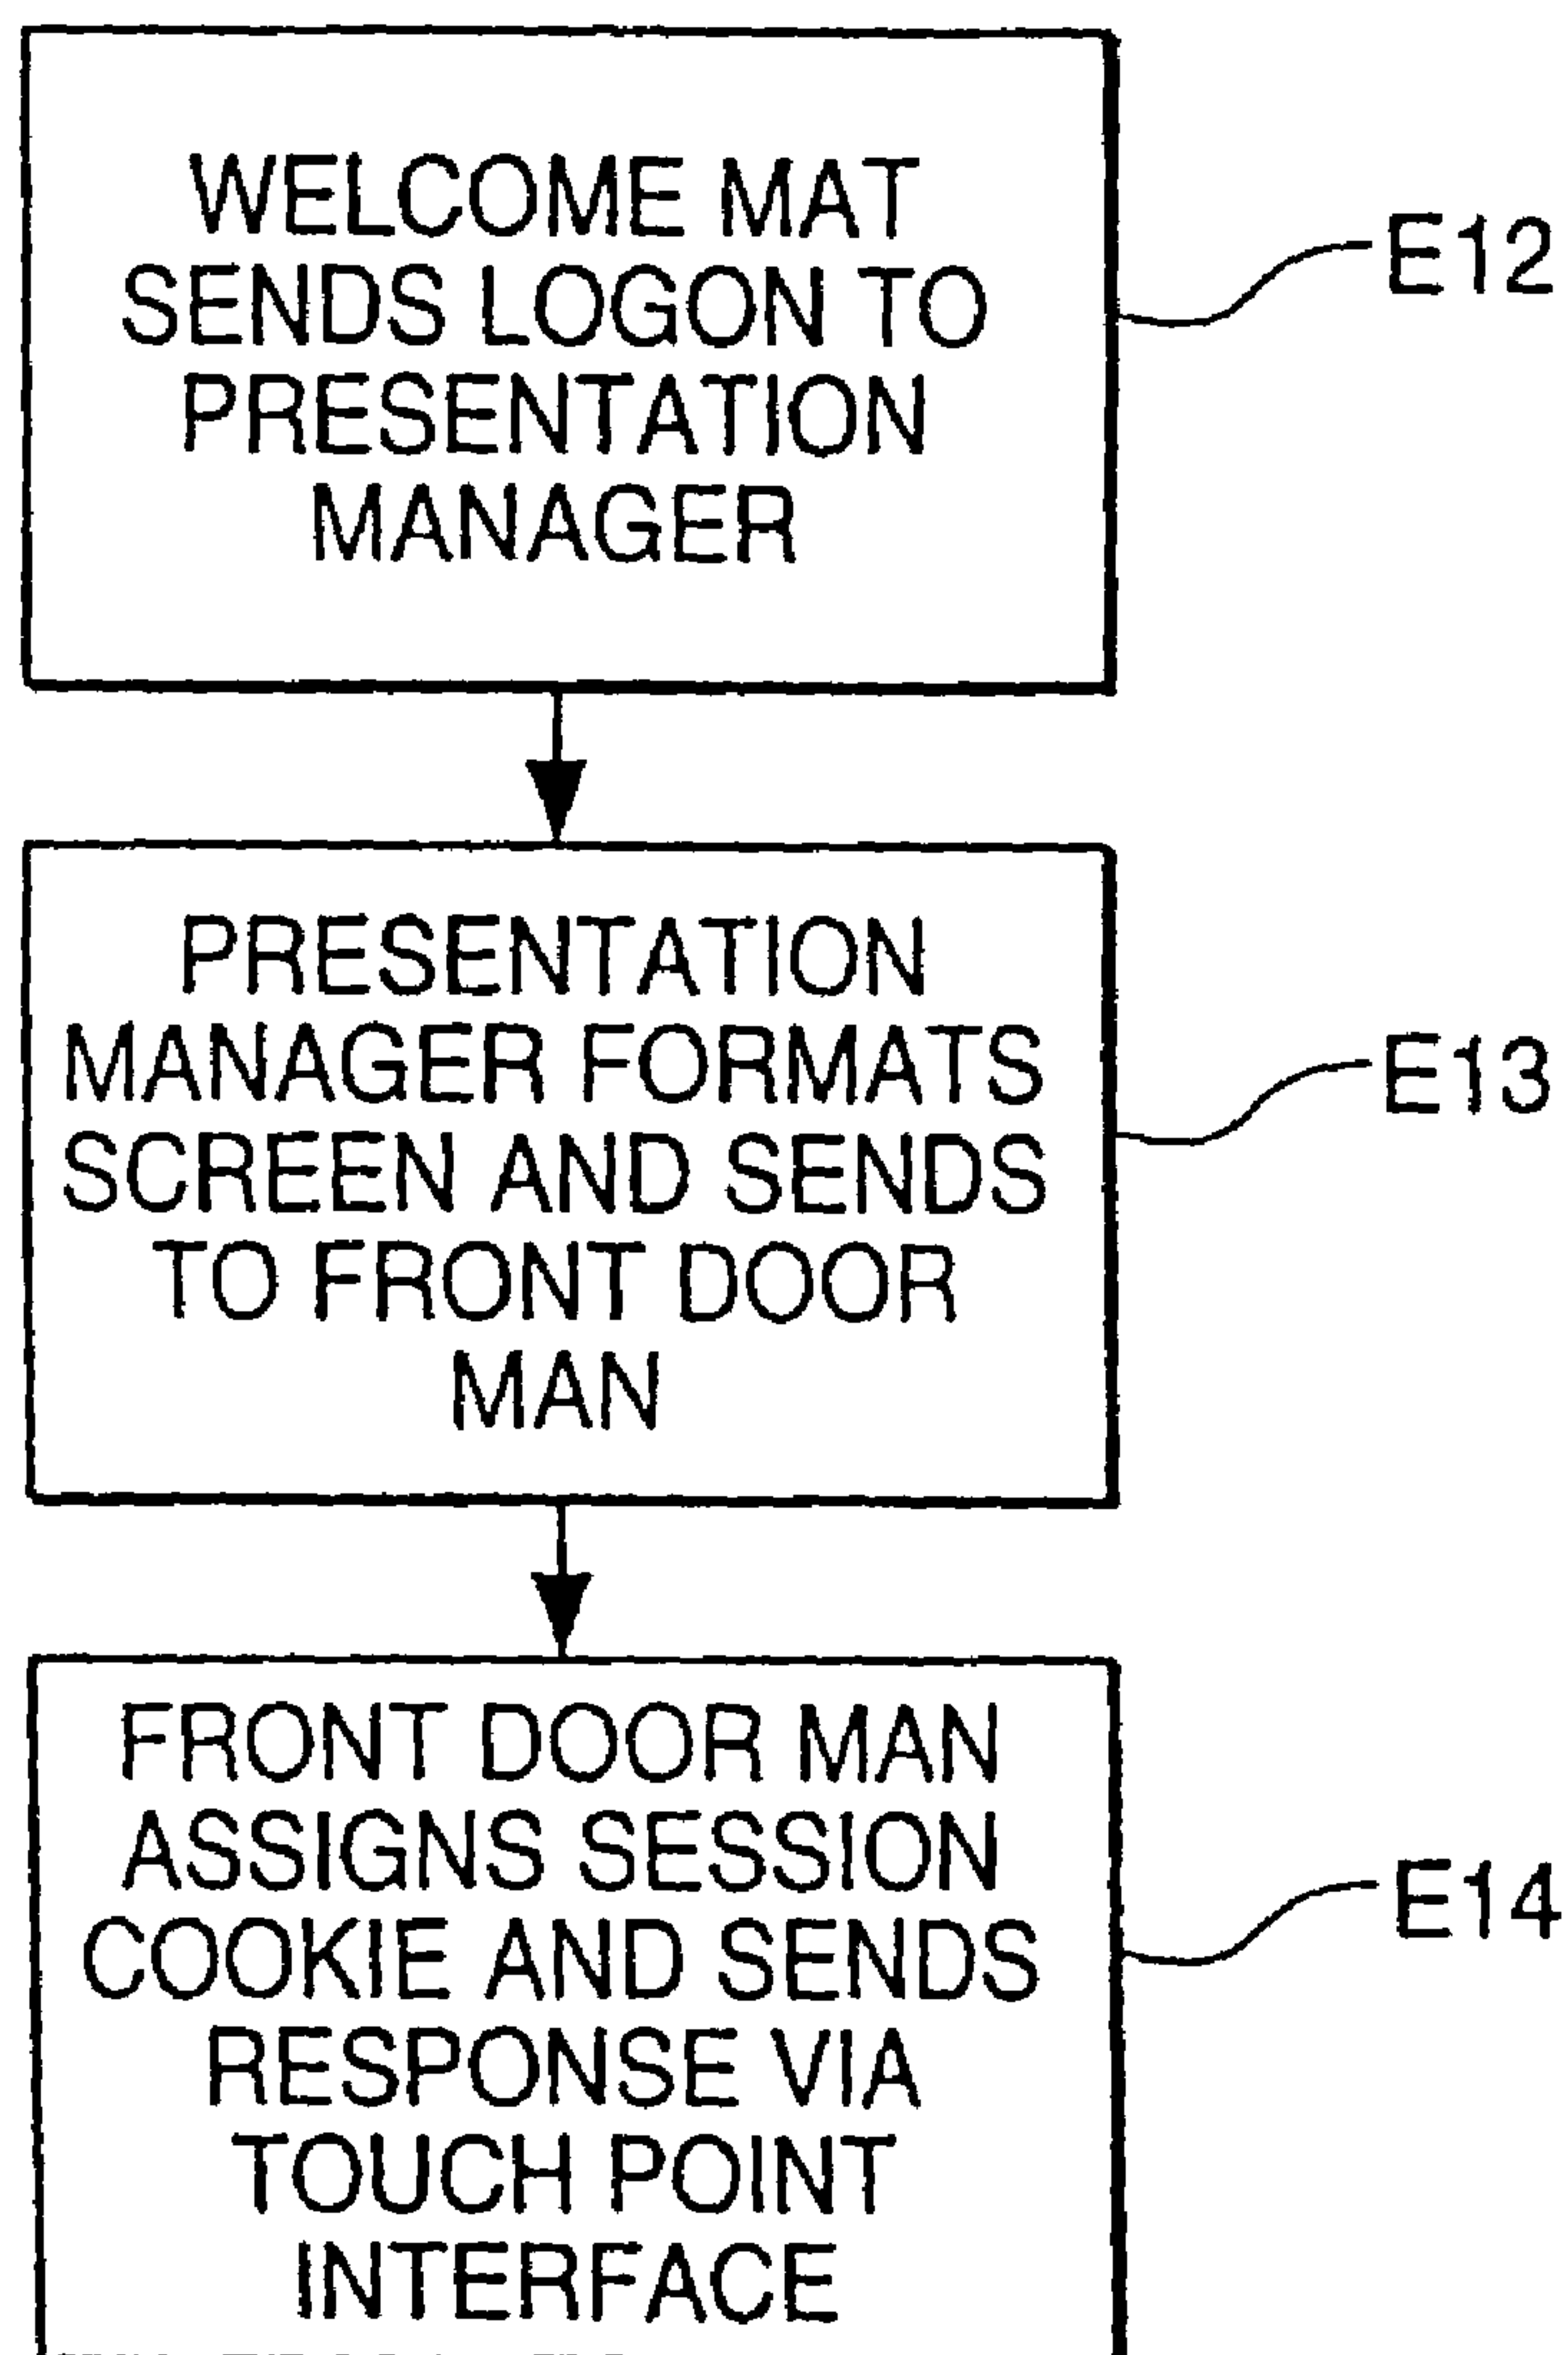 WELCOME MAT
SENDS LOGON TO
PRESENTATION
MANAGER
E12
PRESENTATION
MANAGER FORMATS
SCREEN AND SENDS
TO FRONT DOOR
MAN
E13
FRONT DOOR MAN
ASSIGNS SESSION
COOKIE AND SENDS
RESPONSE VIA
TOUCH POINT
INTERFACE
E14